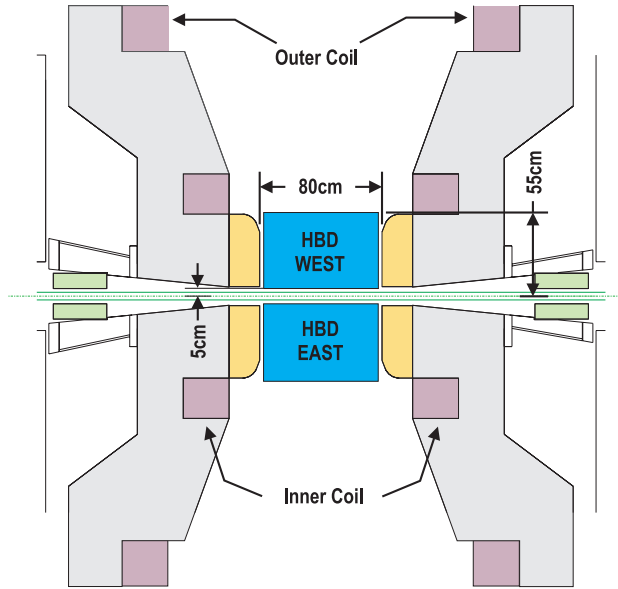 Outer Coil
80cm
55cm
HBD
WEST
5cm
HBD
EAST
Inner Coil